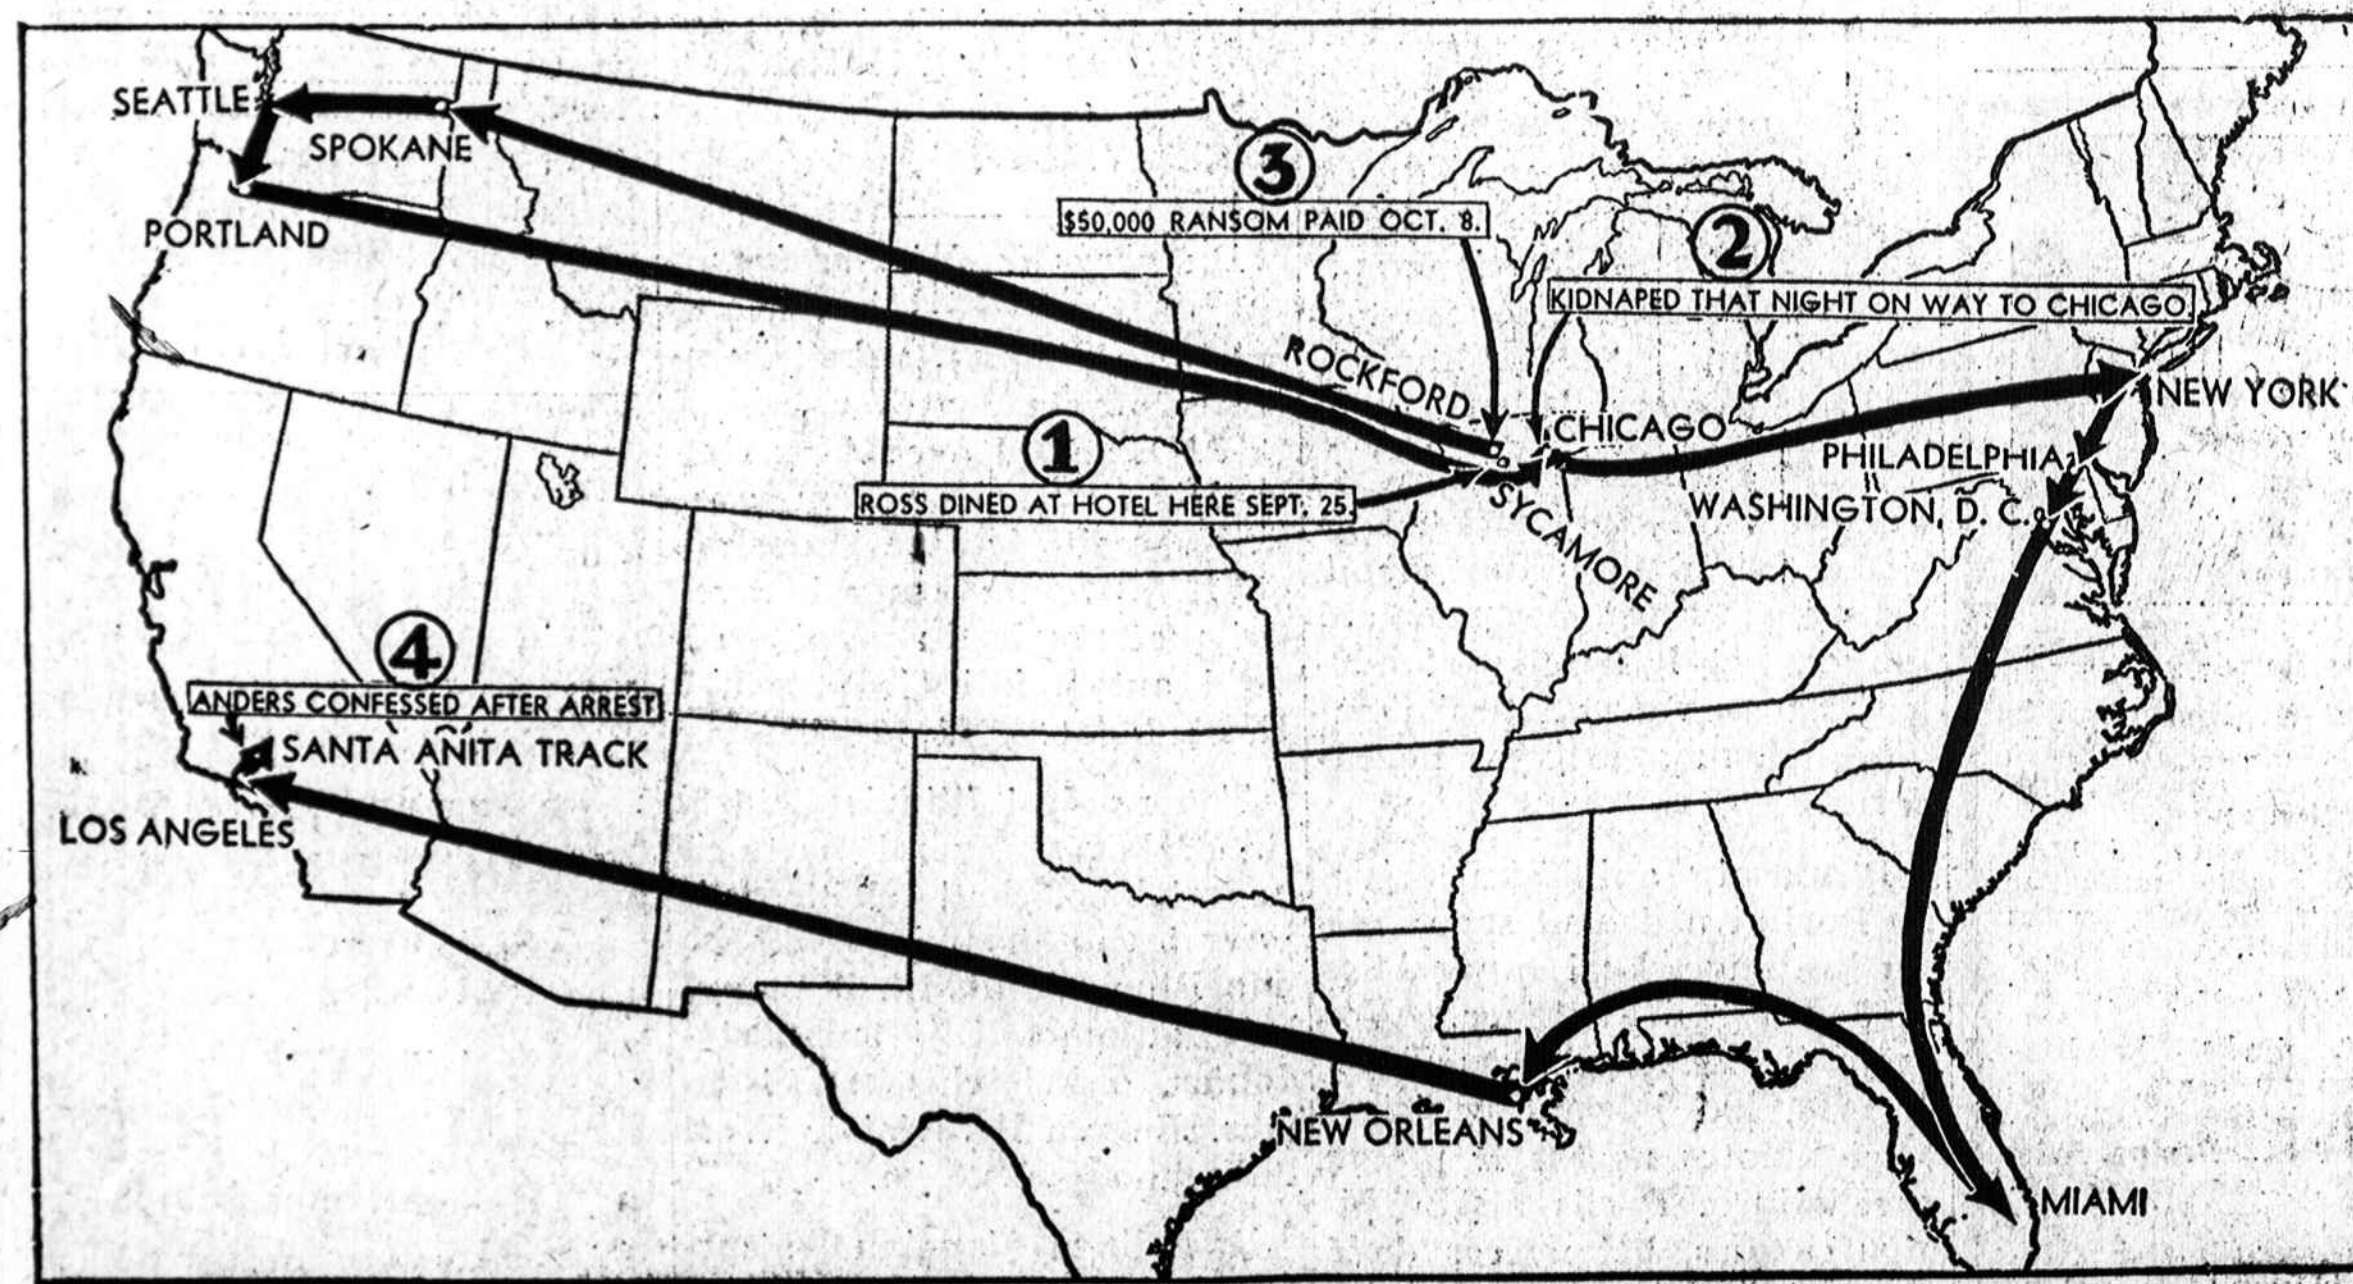 SEATTLE
SPOKANE
PORTLAND
3
$50,000 RANSOM PAID OCT. 8.
2
KIDNAPED THAT NIGHT ON WAY TO CHICAGO
ROCKFORD
CHICAGO
NEW YORK
1
ROSS DINED AT HOTEL HERE SEPT. 25.
SYCAMORE
PHILADELPHIA
WASHINGTON, D. C.
4
ANDERS CONFESSED AFTER ARREST
SANTA ANITA TRACK
LOS ANGELES
NEW ORLEANS
MIAMI